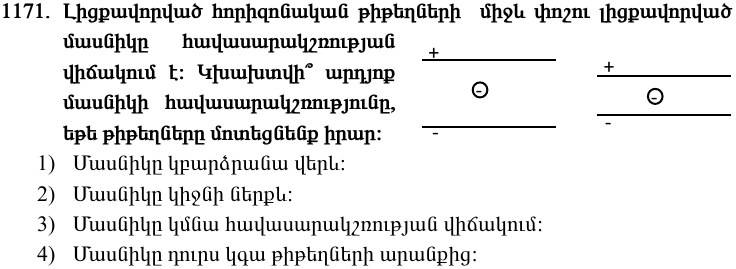 1171. Լիցքավորված հորիզոնական թիթեղների միջև փոշու լիցքավորված
մասնիկը հավասարակշռության
վիճակում է: Կխախտվի՞ արդյոք
մասնիկի հավասարակշռությունը,
եթե թիթեղները մոտեցնենք իրար:
+
-
-
+
-
-
1) Մասնիկը կբարձրանա վերև:
2) Մասնիկը կիջնի ներքև:
3) Մասնիկը կմնա հավասարակշռության վիճակում:
4) Մասնիկը դուրս կգա թիթեղների արանքից: